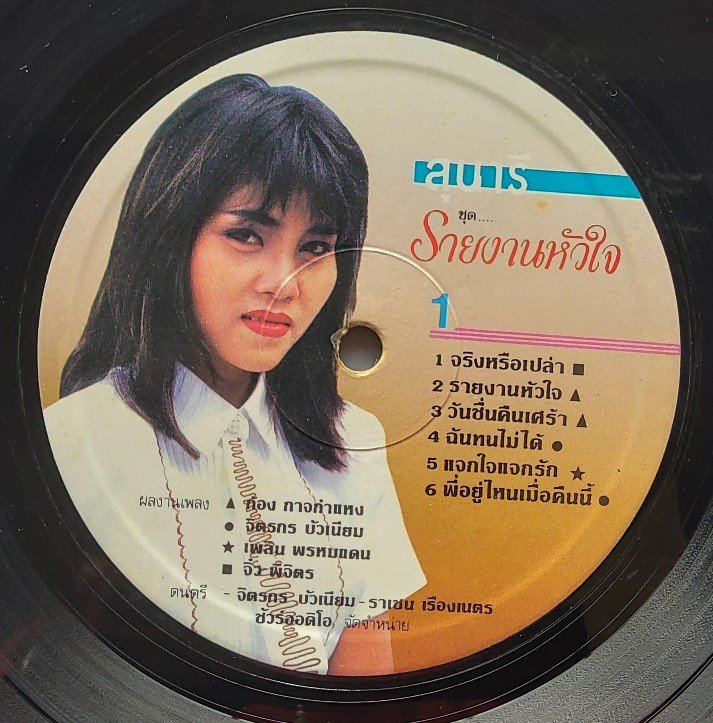 สุนารี
ชุด....
รายงานหัวใจ
1
1 จริงหรือเปล่า ■
2 รายงานหัวใจ ▲
3 วันชื่นคืนเศร้า ▲
4 ฉันทนไม่ได้ ●
5 แจกใจแจกรัก ★
6 พี่อยู่ไหนเมื่อคืนนี้ ●
ผลงานเพลง ▲ ก้อง กาจกำแหง
● จิตรกร บัวเนียม
★ เพลิน พรหมแดน
■ จิ๋ว พิจิตร
ดนตรี - จิตรกร บัวเนียม - ราเชน เรืองเนตร
ชัวร์ออดิโอ จัดจำหน่าย